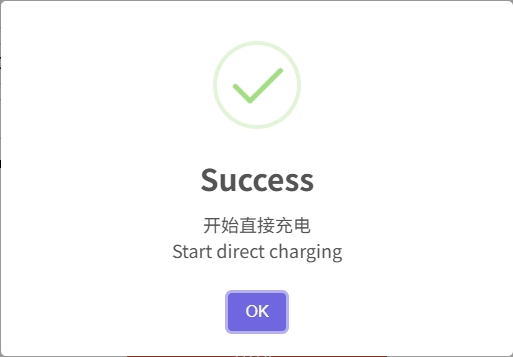 Success
开始直接充电
Start direct charging
OK